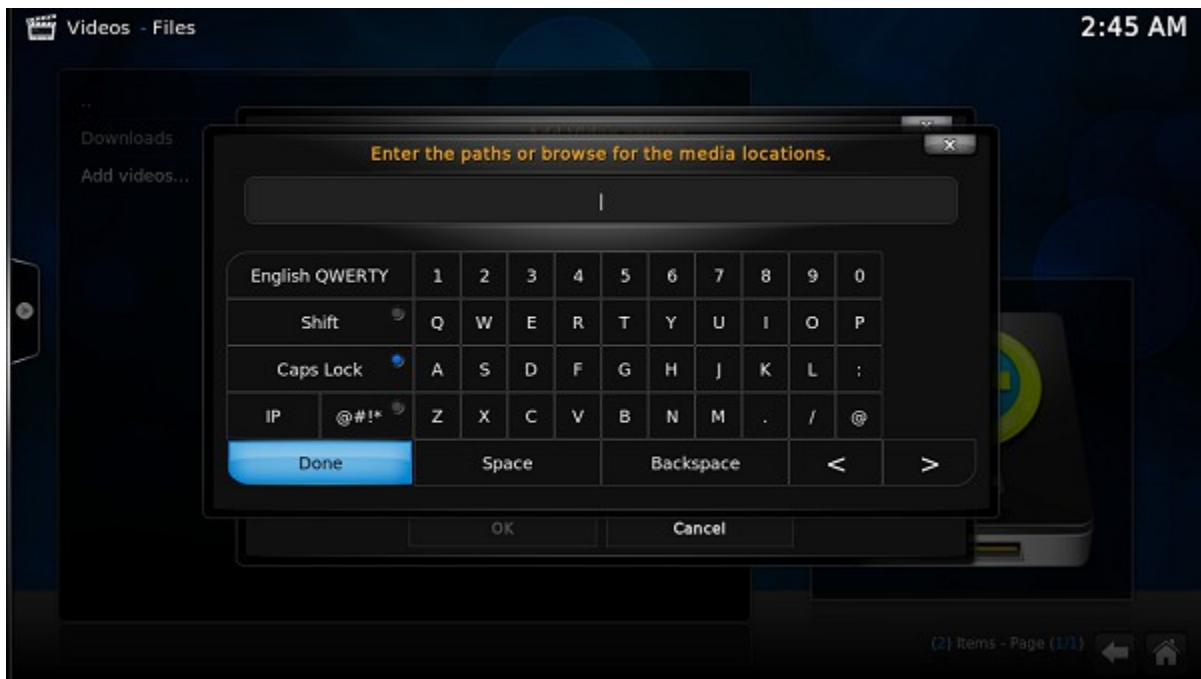 Videos - Files
2:45 AM
..
Downloads
Add videos...
Enter the paths or browse for the media locations.
English QWERTY 1 2 3 4 5 6 7 8 9 0
Shift Q W E R T Y U I O P
Caps Lock A S D F G H J K L :
IP @#!* Z X C V B N M . / @
Done Space Backspace < >
OK Cancel
(2) Items - Page (1/1)